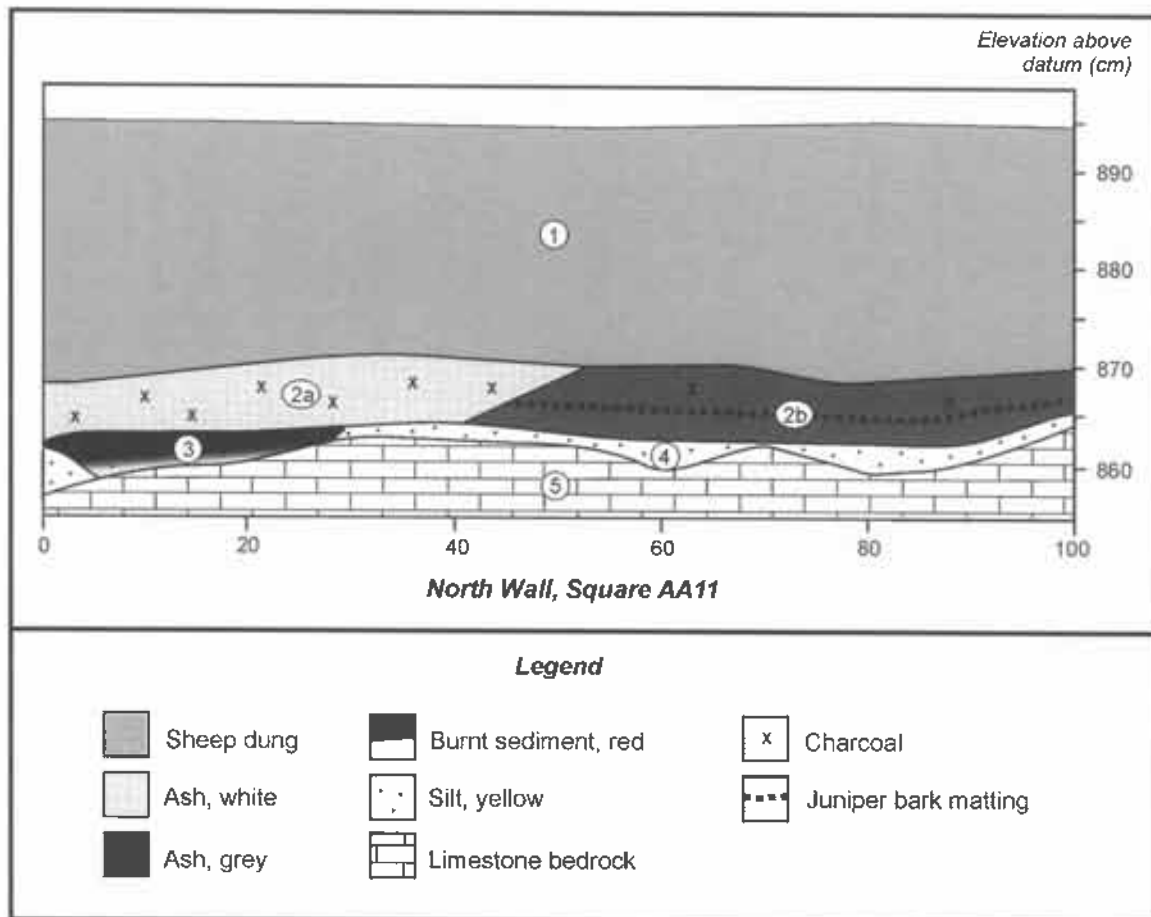 Elevation above
datum (cm)
890
880
870
860
1
2a
2b
3
4
5
0
20
40
60
80
100
North Wall, Square AA11
Legend
Sheep dung
Burnt sediment, red
x Charcoal
Ash, white
Silt, yellow
Juniper bark matting
Ash, grey
Limestone bedrock